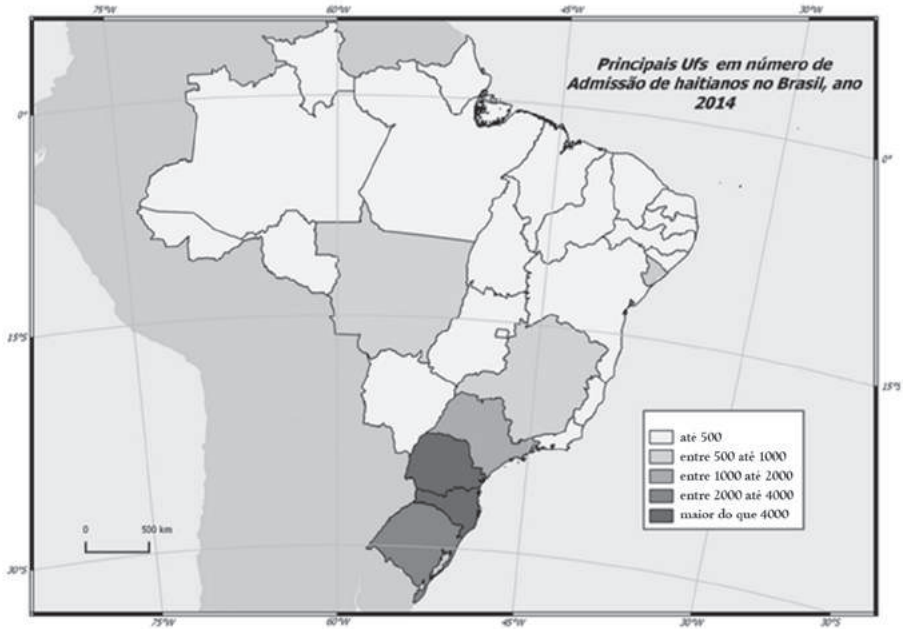 75°W 60°W 45°W 30°W
Principais Ufs em número de
Admissão de haitianos no Brasil, ano
2014
0°
0°
15°S
15°S
até 500
entre 500 até 1000
entre 1000 até 2000
entre 2000 até 4000
maior do que 4000
0 500 km
30°S
75°W 60°W 45°W 30°W 30°S